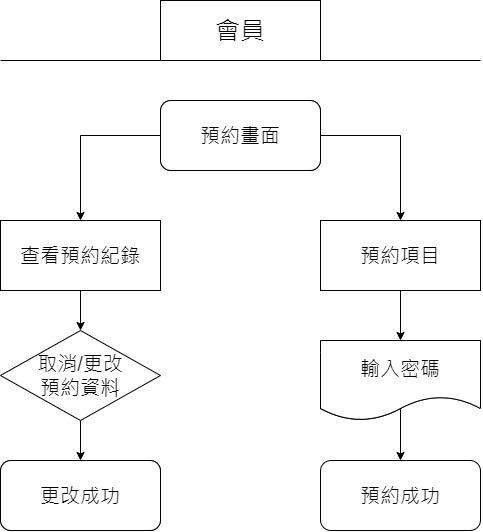 會員
預約畫面
查看預約紀錄
預約項目
取消/更改
預約資料
輸入密碼
更改成功
預約成功